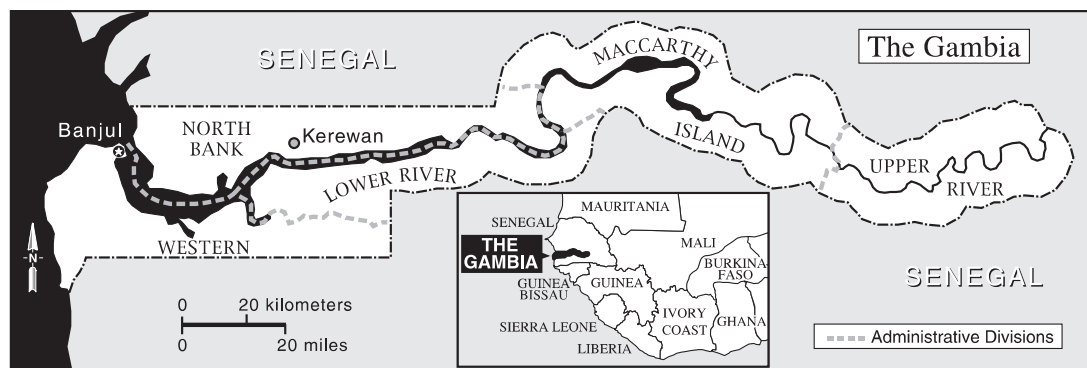 The Gambia
SENEGAL
MACCARTHY
ISLAND
Banjul
NORTH
BANK
Kerewan
LOWER RIVER
WESTERN
UPPER
RIVER
SENEGAL
N
0 20 kilometers
0 20 miles
MAURITANIA
SENEGAL
THE
GAMBIA
MALI
BURKINA
FASO
GUINEA
BISSAU
GUINEA
SIERRA LEONE
IVORY
COAST
GHANA
LIBERIA
Administrative Divisions